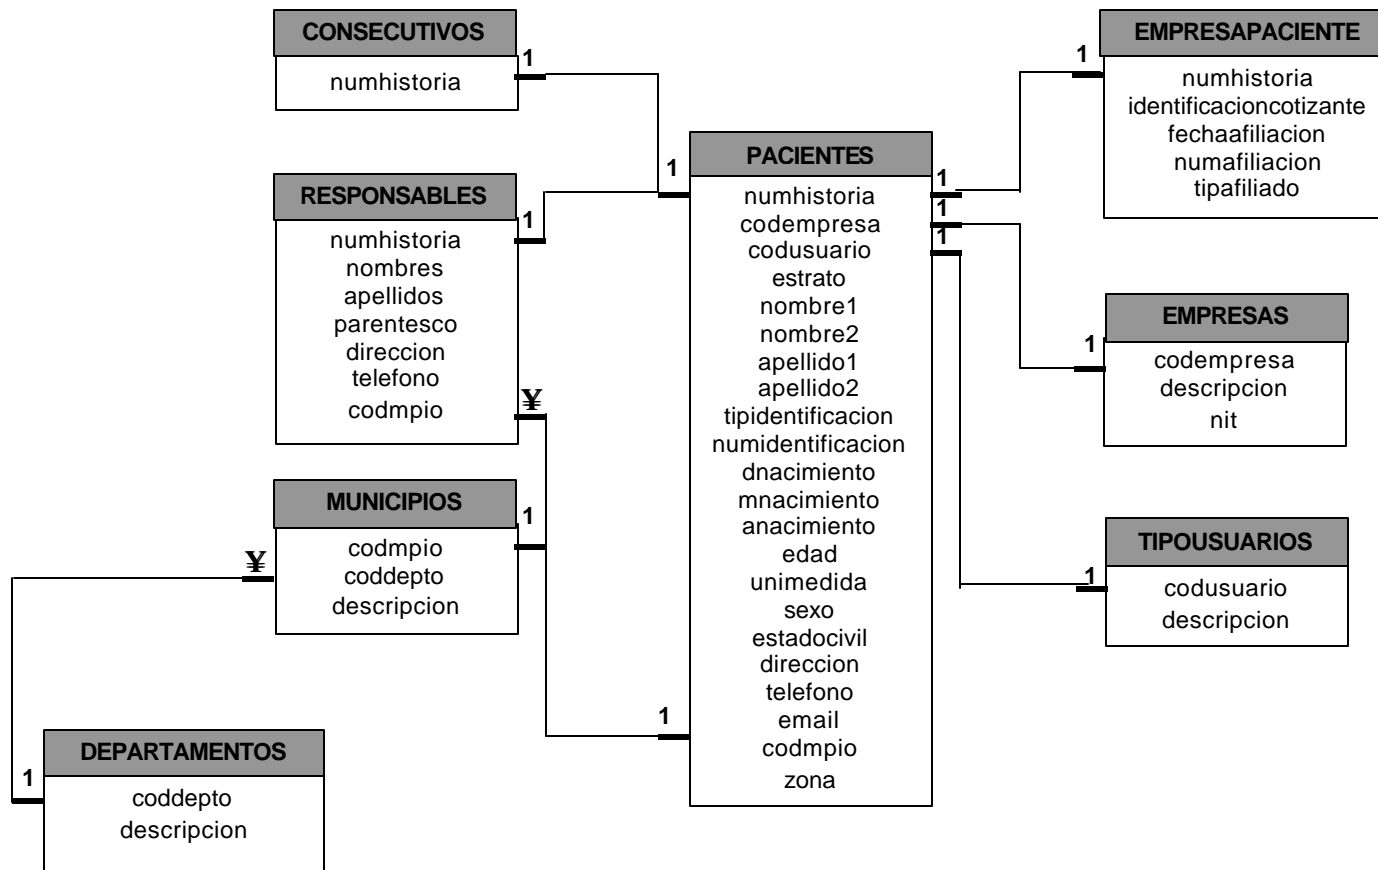 CONSECUTIVOS
1
numhistoria
RESPONSABLES
1
numhistoria
nombres
apellidos
parentesco
direccion
telefono
codmpio
¥
MUNICIPIOS
1
codmpio
coddepto
descripcion
¥
DEPARTAMENTOS
1
coddepto
descripcion
PACIENTES
1
numhistoria
codempresa
codusuario
estrato
nombre1
nombre2
apellido1
apellido2
tipidentificacion
numidentificacion
dnacimiento
mnacimiento
anacimiento
edad
unimedida
sexo
estadocivil
direccion
telefono
email
codmpio
zona
1
1
1
1
EMPRESAPACIENTE
1
numhistoria
identificacioncotizante
fechaafiliacion
numafiliacion
tipafiliado
EMPRESAS
1
codempresa
descripcion
nit
TIPOUSUARIOS
1
codusuario
descripcion